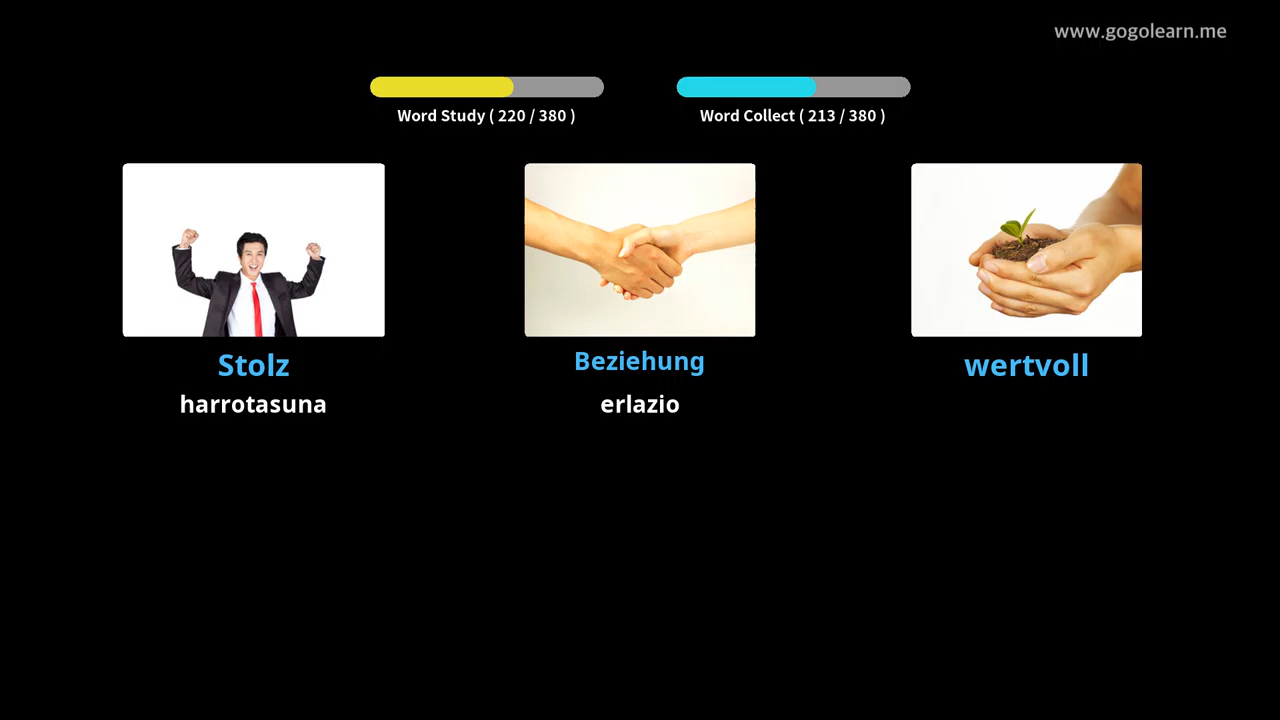 www.gogolearn.me
Word Study ( 220 / 380 )
Word Collect ( 213 / 380 )
Stolz
harrotasuna
Beziehung
erlazio
wertvoll